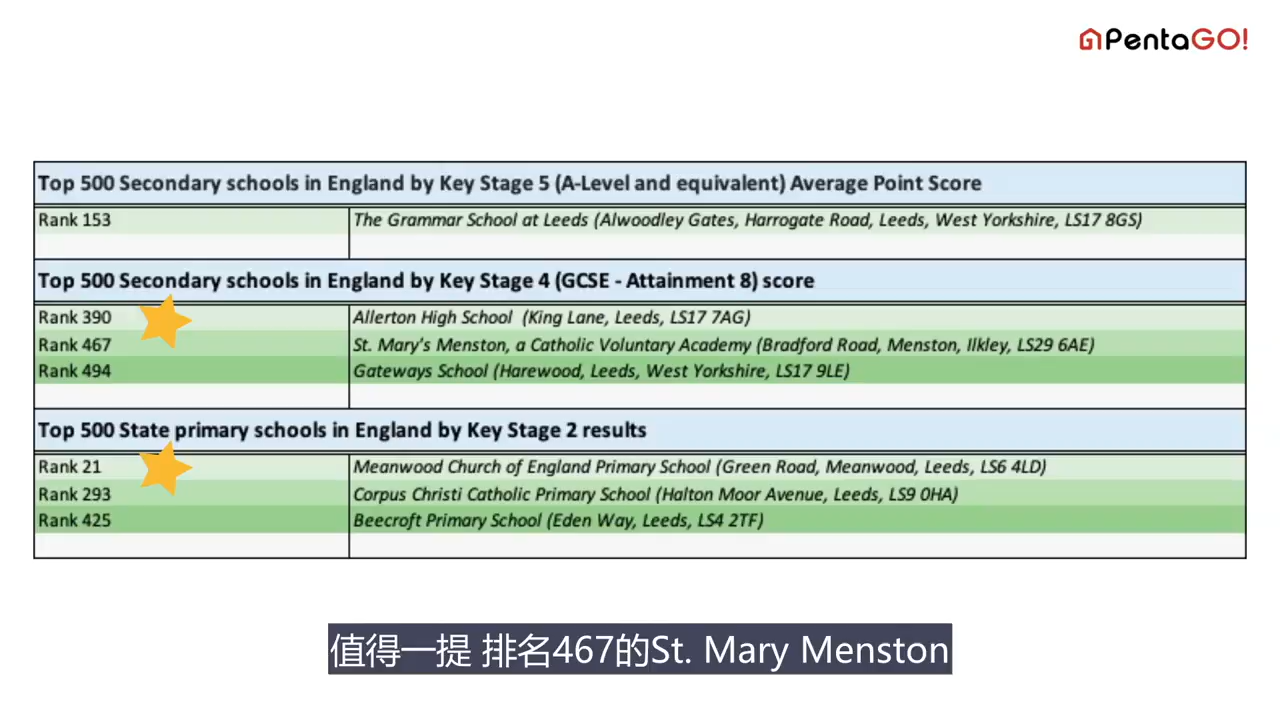 PentaGO!
Top 500 Secondary schools in England by Key Stage 5 (A-Level and equivalent) Average Point Score
Rank 153 The Grammar School at Leeds (Alwoodley Gates, Harrogate Road, Leeds, West Yorkshire, LS17 8GS)
Top 500 Secondary schools in England by Key Stage 4 (GCSE - Attainment 8) score
Rank 390 Allerton High School (King Lane, Leeds, LS17 7AG)
Rank 467 St. Mary's Menston, a Catholic Voluntary Academy (Bradford Road, Menston, Ilkley, LS29 6AE)
Rank 494 Gateways School (Harewood, Leeds, West Yorkshire, LS17 9LE)
Top 500 State primary schools in England by Key Stage 2 results
Rank 21 Meanwood Church of England Primary School (Green Road, Meanwood, Leeds, LS6 4LD)
Rank 293 Corpus Christi Catholic Primary School (Halton Moor Avenue, Leeds, LS9 0HA)
Rank 425 Beecroft Primary School (Eden Way, Leeds, LS4 2TF)
值得一提 排名467的St. Mary Menston